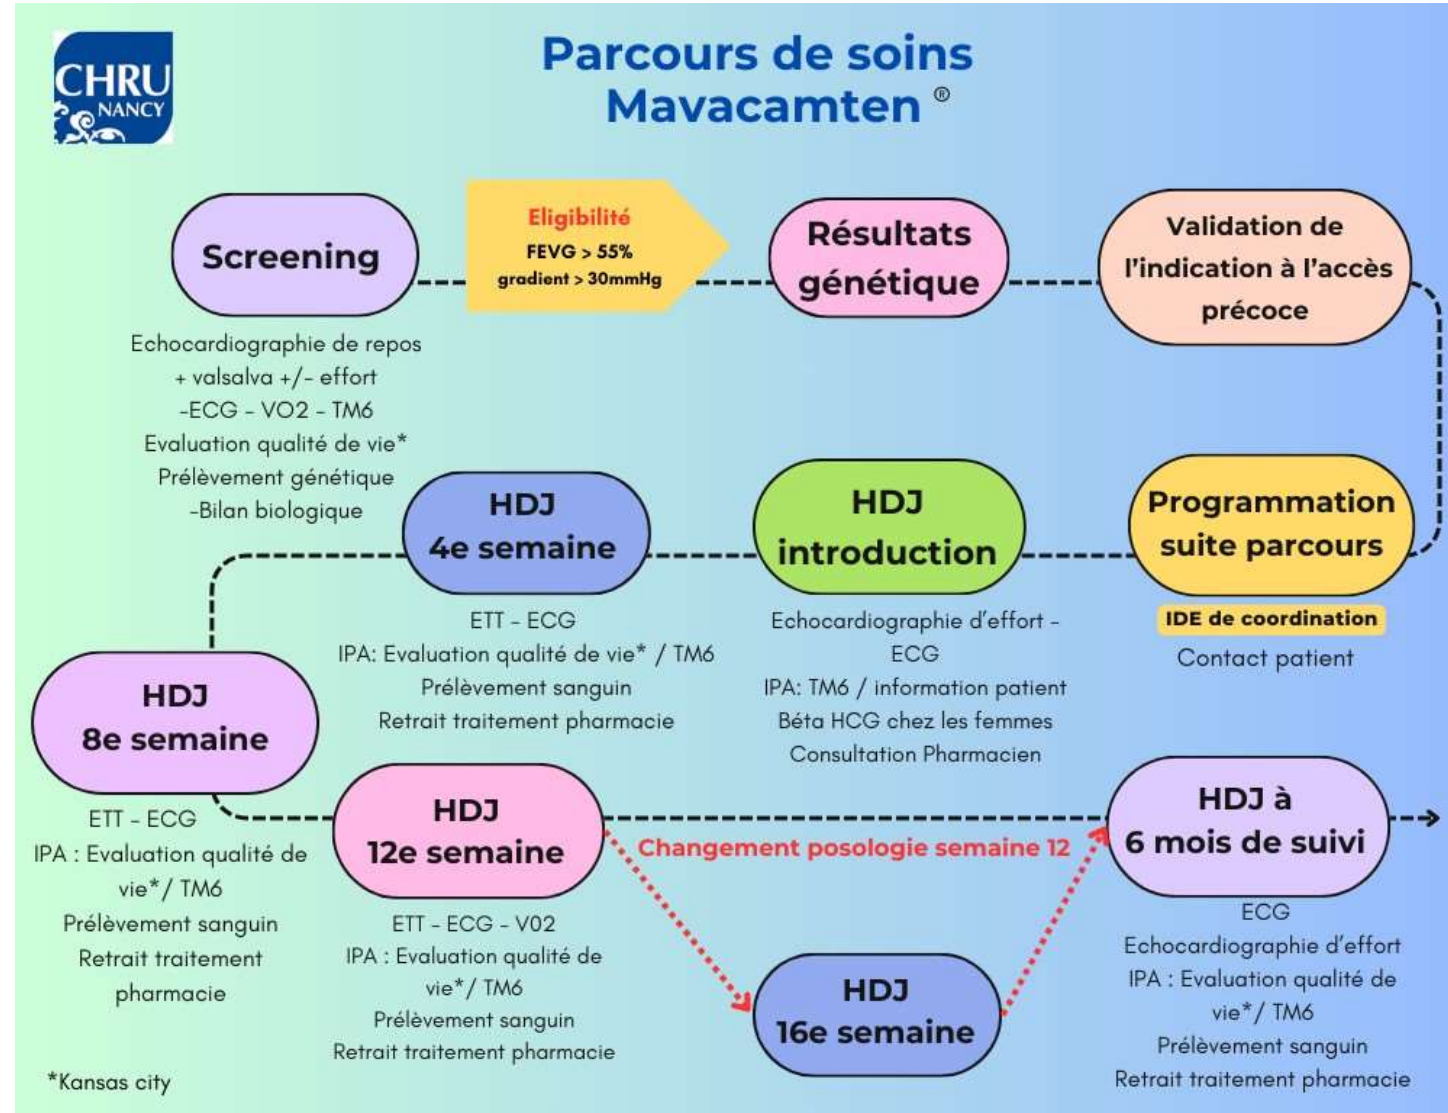 CHRU
NANCY
Parcours de soins
Mavacamten ®
Screening
Eligibilité
FEVG > 55%
gradient > 30mmHg
Résultats
génétique
Validation de
l'indication à l'accès
précoce
Echocardiographie de repos
+ valsalva +/- effort
-ECG - VO2 - TM6
Evaluation qualité de vie*
Prélèvement génétique
-Bilan biologique
Programmation
suite parcours
IDE de coordination
Contact patient
HDJ
introduction
Echocardiographie d'effort -
ECG
IPA: TM6 / information patient
Béta HCG chez les femmes
Consultation Pharmacien
HDJ
4e semaine
ETT - ECG
IPA: Evaluation qualité de vie* / TM6
Prélèvement sanguin
Retrait traitement pharmacie
HDJ
8e semaine
ETT - ECG
IPA : Evaluation qualité de
vie*/ TM6
Prélèvement sanguin
Retrait traitement
pharmacie
HDJ
12e semaine
ETT - ECG - V02
IPA : Evaluation qualité de
vie*/ TM6
Prélèvement sanguin
Retrait traitement pharmacie
Changement posologie semaine 12
HDJ
16e semaine
HDJ à
6 mois de suivi
ECG
Echocardiographie d'effort
IPA : Evaluation qualité de
vie*/ TM6
Prélèvement sanguin
Retrait traitement pharmacie
*Kansas city